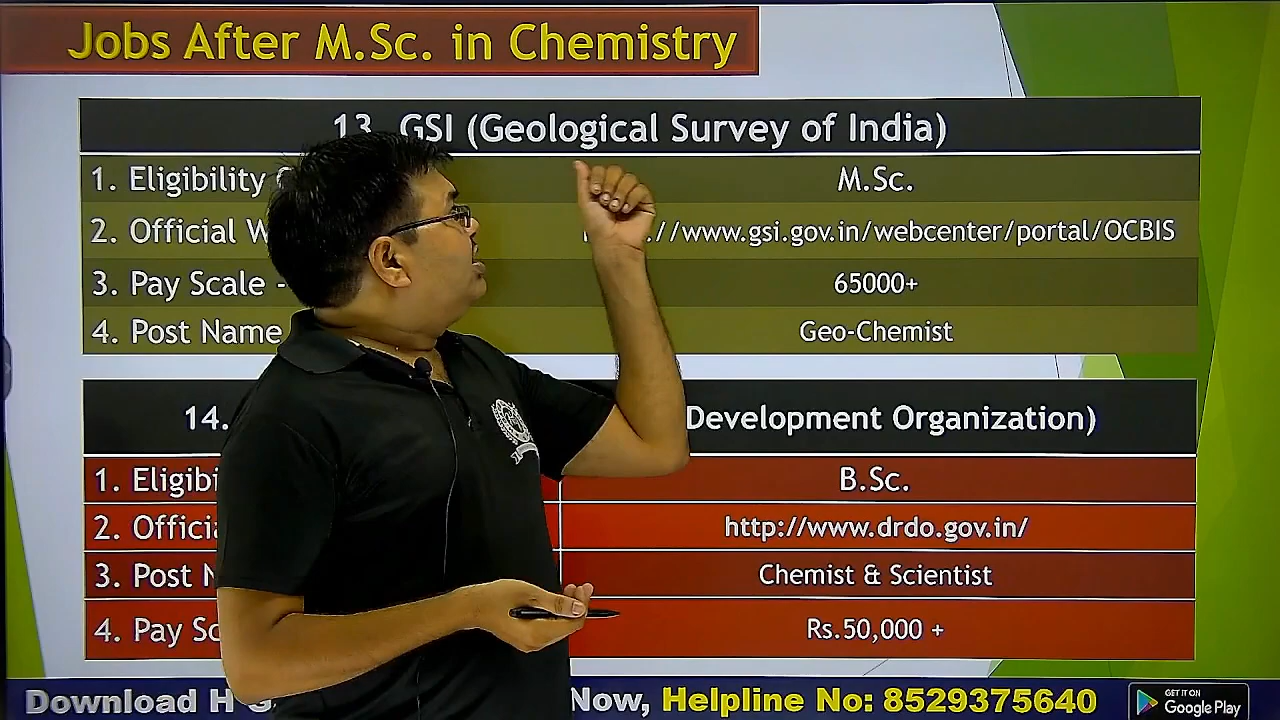 Jobs After M.Sc. in Chemistry
13. GSI (Geological Survey of India)
1. Eligibility
M.Sc.
2. Official
//www.gsi.gov.in/webcenter/portal/OCBIS
3. Pay Scale -
65000+
4. Post Name
Geo-Chemist
14.
Development Organization)
1.
B.Sc.
2.
http://www.drdo.gov.in/
3. Post
Chemist & Scientist
4. Pay
Rs.50,000 +
Download
Now, Helpline No: 8529375640
GET IT ON
Google Play